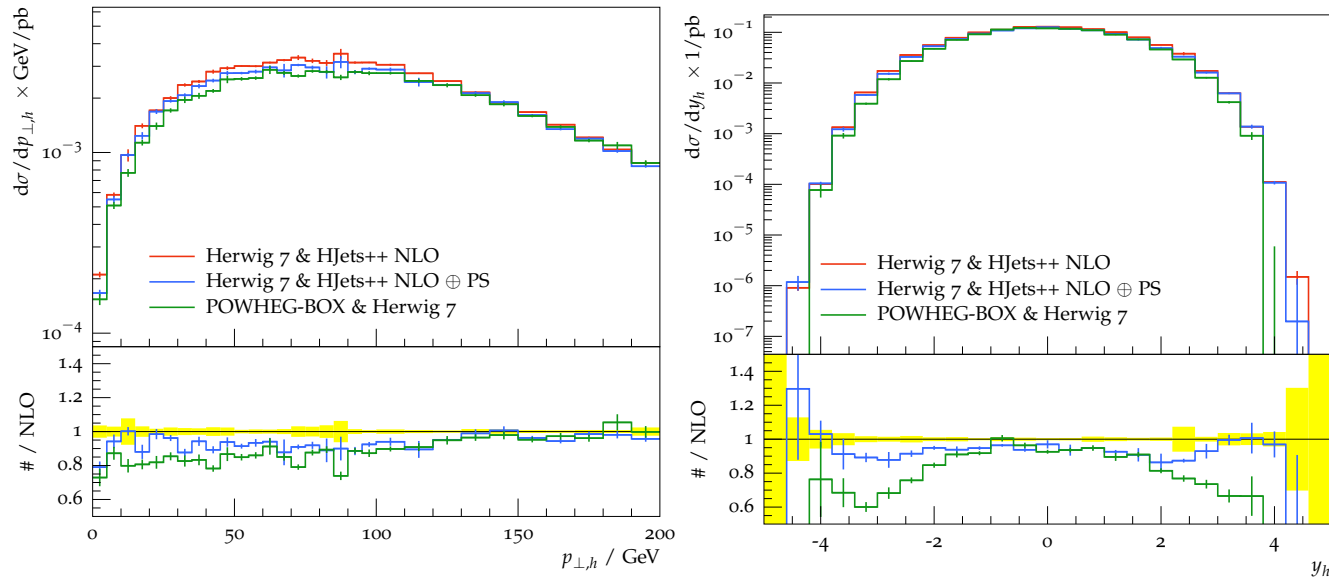 dσ/dp⊥,h × GeV/pb
10⁻³
10⁻⁴
Herwig 7 & HJets++ NLO
Herwig 7 & HJets++ NLO ⊕ PS
POWHEG-BOX & Herwig 7
# / NLO
1.4
1.2
1
0.8
0.6
0 50 100 150 200
p⊥,h / GeV
dσ/dyh × 1/pb
10⁻¹
10⁻²
10⁻³
10⁻⁴
10⁻⁵
10⁻⁶
10⁻⁷
Herwig 7 & HJets++ NLO
Herwig 7 & HJets++ NLO ⊕ PS
POWHEG-BOX & Herwig 7
# / NLO
1.4
1.2
1.0
0.8
0.6
-4 -2 0 2 4
yh